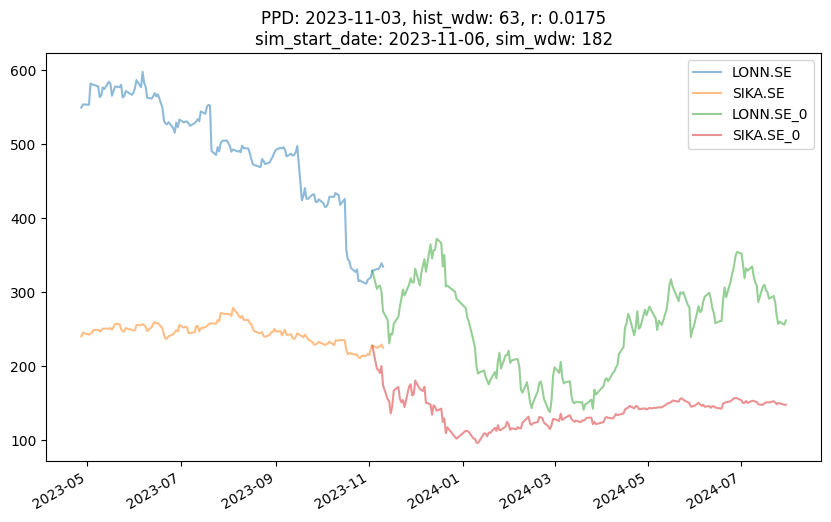 PPD: 2023-11-03, hist_wdw: 63, r: 0.0175
sim_start_date: 2023-11-06, sim_wdw: 182
LONN.SE
SIKA.SE
LONN.SE_0
SIKA.SE_0
600
500
400
300
200
100
2023-05
2023-07
2023-09
2023-11
2024-01
2024-03
2024-05
2024-07